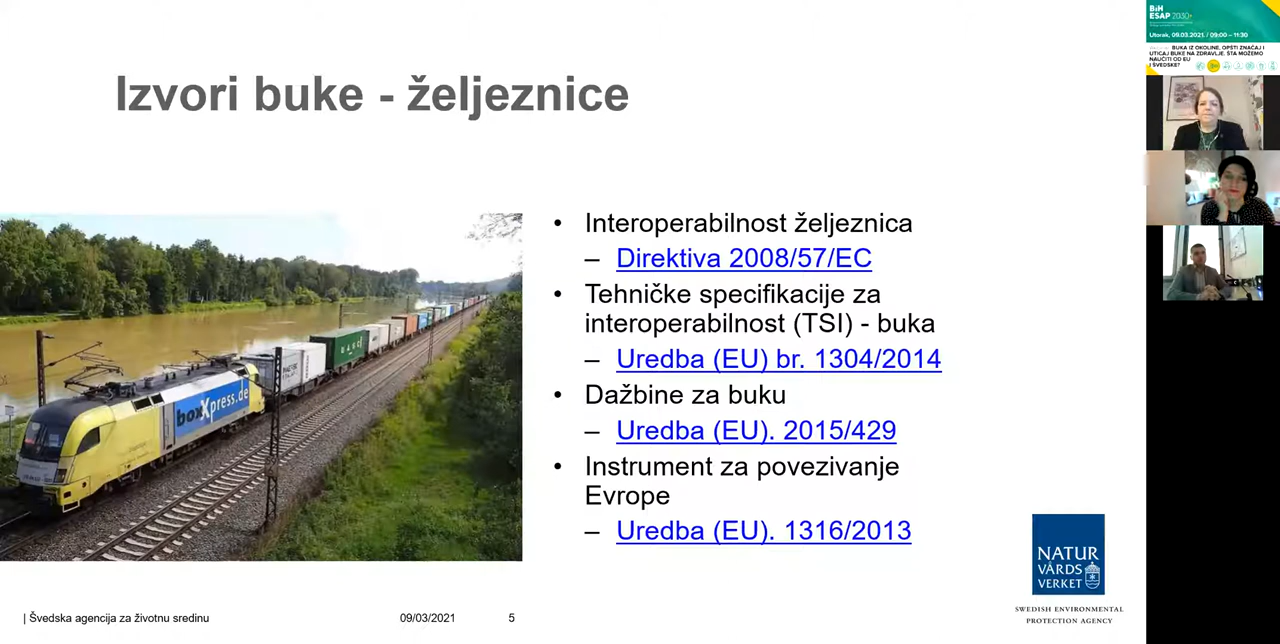 Izvori buke - željeznice
• Interoperabilnost željeznica
– Direktiva 2008/57/EC
• Tehničke specifikacije za
interoperabilnost (TSI) - buka
– Uredba (EU) br. 1304/2014
• Dažbine za buku
– Uredba (EU). 2015/429
• Instrument za povezivanje
Evrope
– Uredba (EU). 1316/2013
boxXpress.de
NATUR
VÅRDS
VERKET
SWEDISH ENVIRONMENTAL
PROTECTION AGENCY
| Švedska agencija za životnu sredinu
09/03/2021
5
BiH
ESAP 2030+
Utorak, 09.03.2021. / 09:00 – 11:30
BUKA IZ OKOLINE, OPŠTI ZNAČAJ I
UTICAJ BUKE NA ZDRAVLJE. ŠTA MOŽEMO
NAUČITI OD EU
I ŠVEDSKE?